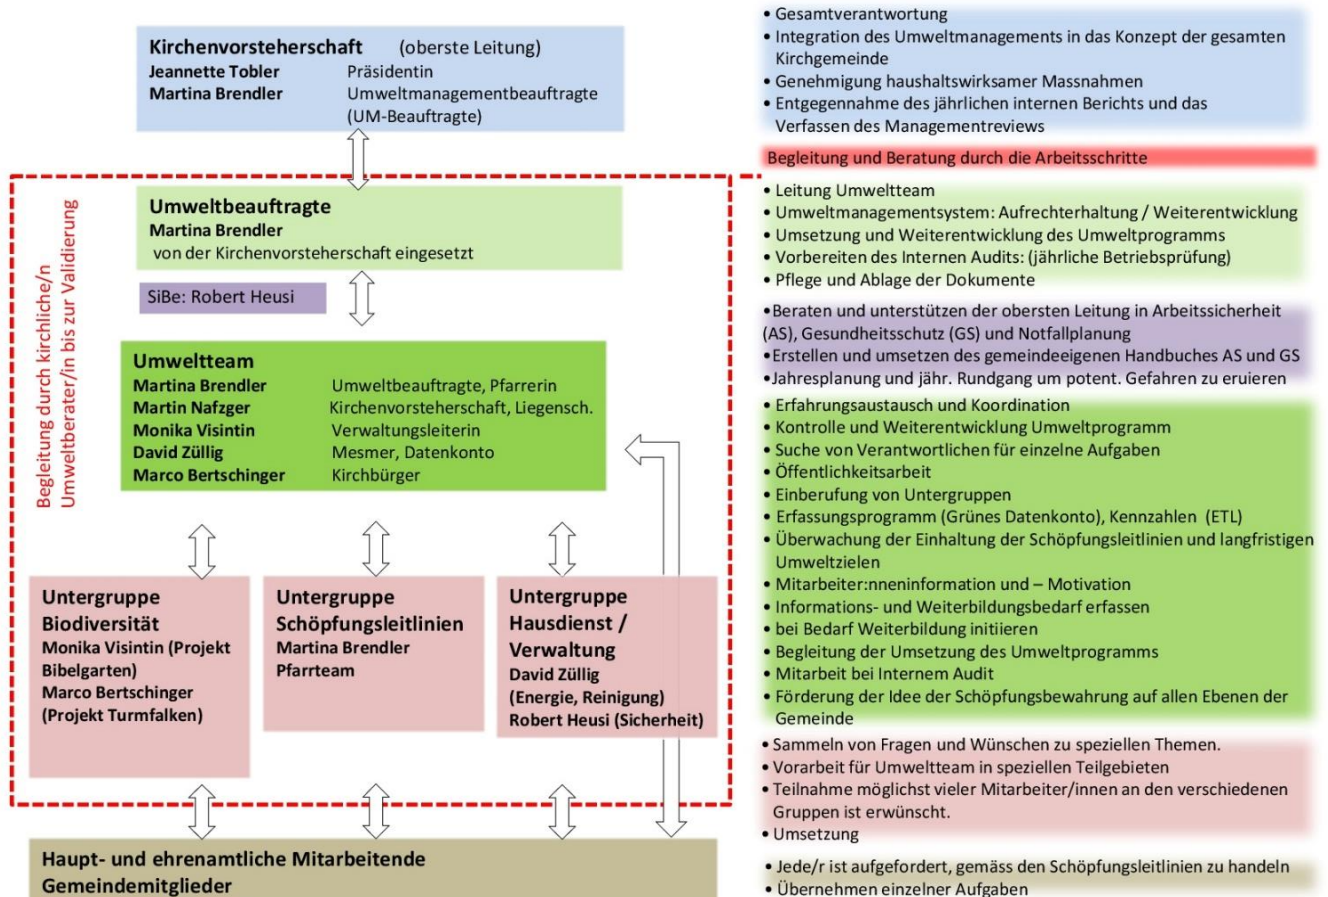 Kirchenvorsteherschaft (oberste Leitung)
Jeannette Tobler Präsidentin
Martina Brendler Umweltmanagementbeauftragte
(UM-Beauftragte)
Begleitung durch kirchliche/n
Umweltberater/in bis zur Validierung
Umweltbeauftragte
Martina Brendler
von der Kirchenvorsteherschaft eingesetzt
SiBe: Robert Heusi
Umweltteam
Martina Brendler Umweltbeauftragte, Pfarrerin
Martin Nafzger Kirchenvorsteherschaft, Liegensch.
Monika Visintin Verwaltungsleiterin
David Züllig Mesmer, Datenkonto
Marco Bertschinger Kirchbürger
Untergruppe
Biodiversität
Monika Visintin (Projekt
Bibelgarten)
Marco Bertschinger
(Projekt Turmfalken)
Untergruppe
Schöpfungsleitlinien
Martina Brendler
Pfarrteam
Untergruppe
Hausdienst /
Verwaltung
David Züllig
(Energie, Reinigung)
Robert Heusi (Sicherheit)
Haupt- und ehrenamtliche Mitarbeitende
Gemeindemitglieder
• Gesamtverantwortung
• Integration des Umweltmanagements in das Konzept der gesamten
Kirchgemeinde
• Genehmigung haushaltswirksamer Massnahmen
• Entgegennahme des jährlichen internen Berichts und das
Verfassen des Managementreviews
Begleitung und Beratung durch die Arbeitsschritte
• Leitung Umweltteam
• Umweltmanagementsystem: Aufrechterhaltung / Weiterentwicklung
• Umsetzung und Weiterentwicklung des Umweltprogramms
• Vorbereiten des Internen Audits: (jährliche Betriebsprüfung)
• Pflege und Ablage der Dokumente
•Beraten und unterstützen der obersten Leitung in Arbeitssicherheit
(AS), Gesundheitsschutz (GS) und Notfallplanung
•Erstellen und umsetzen des gemeindeeigenen Handbuches AS und GS
•Jahresplanung und jähr. Rundgang um potent. Gefahren zu eruieren
• Erfahrungsaustausch und Koordination
• Kontrolle und Weiterentwicklung Umweltprogramm
• Suche von Verantwortlichen für einzelne Aufgaben
• Öffentlichkeitsarbeit
• Einberufung von Untergruppen
• Erfassungsprogramm (Grünes Datenkonto), Kennzahlen (ETL)
• Überwachung der Einhaltung der Schöpfungsleitlinien und langfristigen
Umweltzielen
• Mitarbeiter:nneninformation und – Motivation
• Informations- und Weiterbildungsbedarf erfassen
• bei Bedarf Weiterbildung initiieren
• Begleitung der Umsetzung des Umweltprogramms
• Mitarbeit bei Internem Audit
• Förderung der Idee der Schöpfungsbewahrung auf allen Ebenen der
Gemeinde
• Sammeln von Fragen und Wünschen zu speziellen Themen.
• Vorarbeit für Umweltteam in speziellen Teilgebieten
• Teilnahme möglichst vieler Mitarbeiter/innen an den verschiedenen
Gruppen ist erwünscht.
• Umsetzung
• Jede/r ist aufgefordert, gemäss den Schöpfungsleitlinien zu handeln
• Übernehmen einzelner Aufgaben